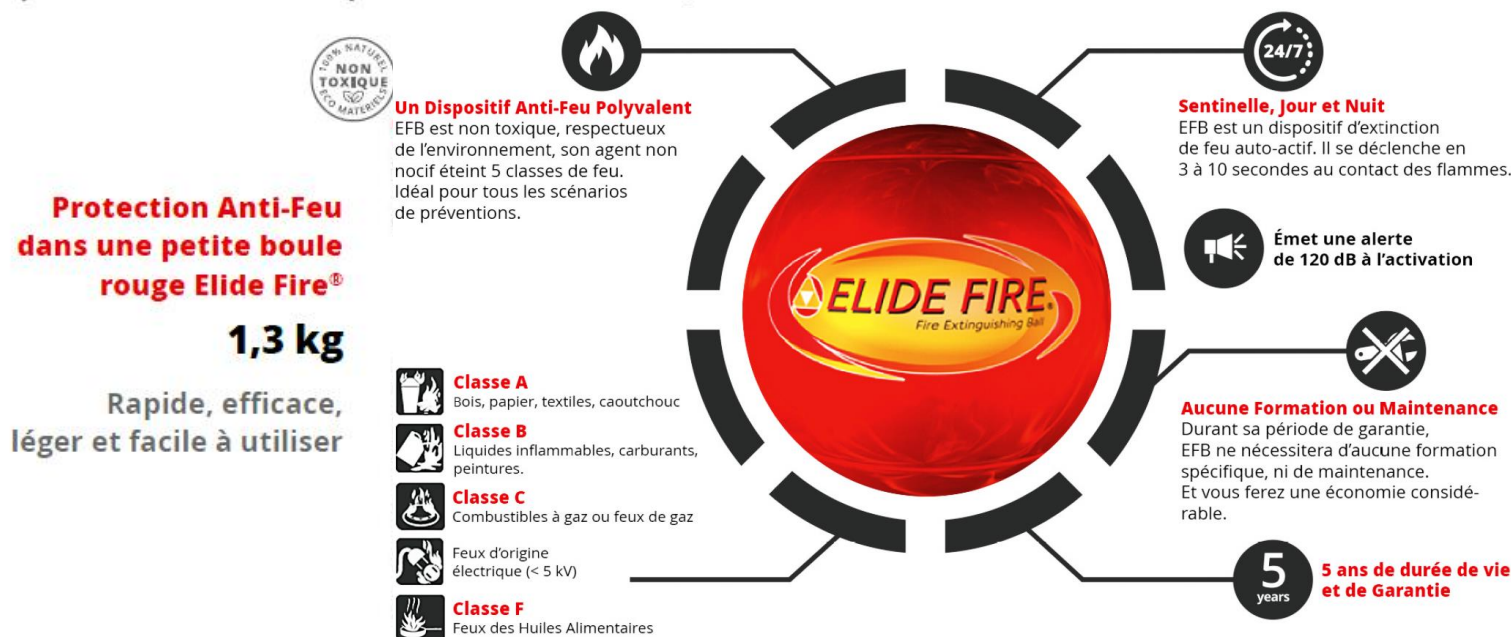 100% NATUREL
NON
TOXIQUE
ECO MATERIELS
Protection Anti-Feu
dans une petite boule
rouge Elide Fire®
1,3 kg
Rapide, efficace,
léger et facile à utiliser
Un Dispositif Anti-Feu Polyvalent
EFB est non toxique, respectueux
de l'environnement, son agent non
nocif éteint 5 classes de feu.
Idéal pour tous les scénarios
de préventions.
Classe A
Bois, papier, textiles, caoutchouc
Classe B
Liquides inflammables, carburants,
peintures.
Classe C
Combustibles à gaz ou feux de gaz
Feux d'origine
électrique (< 5 kV)
Classe F
Feux des Huiles Alimentaires
ELIDE FIRE®
Fire Extinguishing Ball
24/7
Sentinelle, Jour et Nuit
EFB est un dispositif d'extinction
de feu auto-actif. Il se déclenche en
3 à 10 secondes au contact des flammes.
Émet une alerte
de 120 dB à l'activation
Aucune Formation ou Maintenance
Durant sa période de garantie,
EFB ne nécessitera d'aucune formation
spécifique, ni de maintenance.
Et vous ferez une économie considé-
rable.
5
years
5 ans de durée de vie
et de Garantie